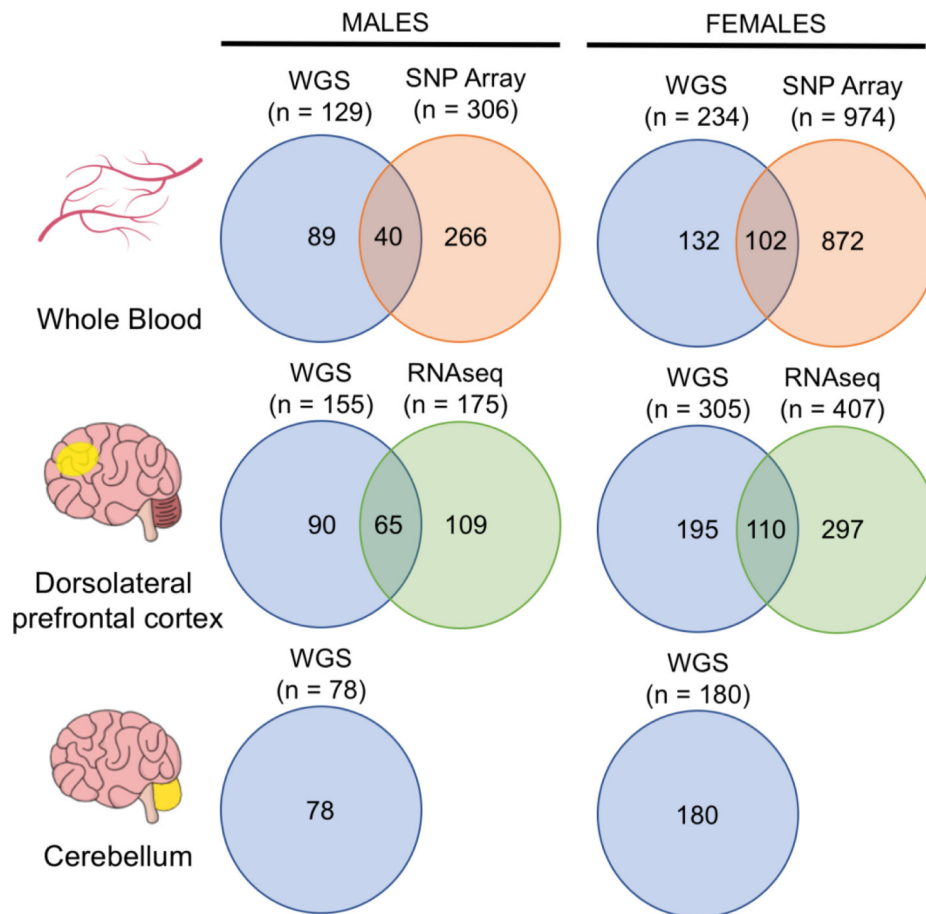 MALES
FEMALES
WGS
(n = 129)
SNP Array
(n = 306)
WGS
(n = 234)
SNP Array
(n = 974)
89
40
266
132
102
872
Whole Blood
WGS
(n = 155)
RNAseq
(n = 175)
WGS
(n = 305)
RNAseq
(n = 407)
90
65
109
195
110
297
Dorsolateral
prefrontal cortex
WGS
(n = 78)
WGS
(n = 180)
78
180
Cerebellum